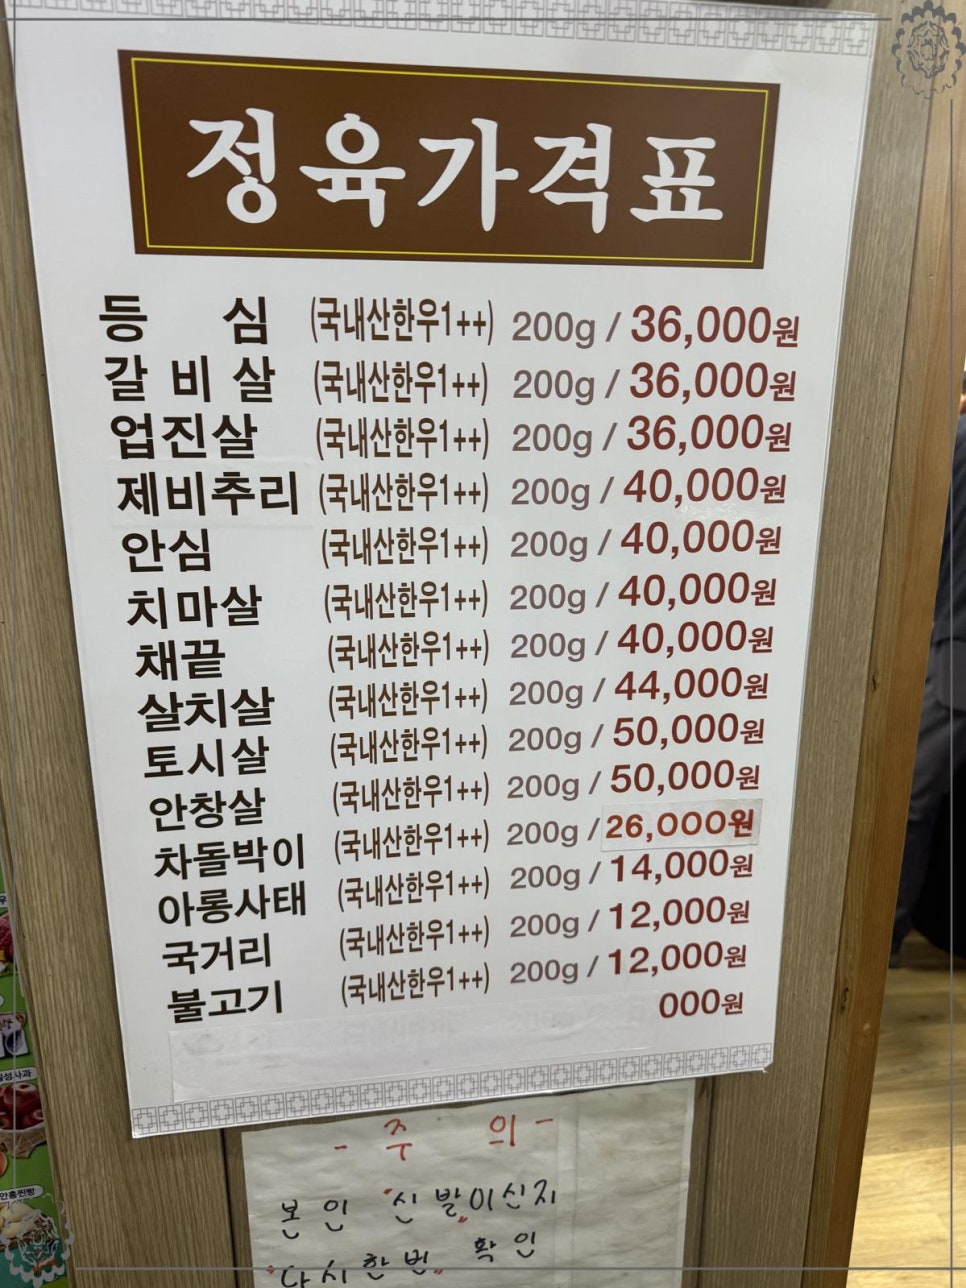 정육가격표
등심 (국내산한우1++) 200g / 36,000원
갈비살 (국내산한우1++) 200g / 36,000원
업진살 (국내산한우1++) 200g / 36,000원
제비추리 (국내산한우1++) 200g / 40,000원
안심 (국내산한우1++) 200g / 40,000원
치마살 (국내산한우1++) 200g / 40,000원
채끝 (국내산한우1++) 200g / 40,000원
살치살 (국내산한우1++) 200g / 44,000원
토시살 (국내산한우1++) 200g / 50,000원
안창살 (국내산한우1++) 200g / 50,000원
차돌박이 (국내산한우1++) 200g / 26,000원
아롱사태 (국내산한우1++) 200g / 14,000원
국거리 (국내산한우1++) 200g / 12,000원
불고기 (국내산한우1++) 200g / 12,000원
000원
- 주 의 -
본인 "신발"이신지
"다시한번" 확인